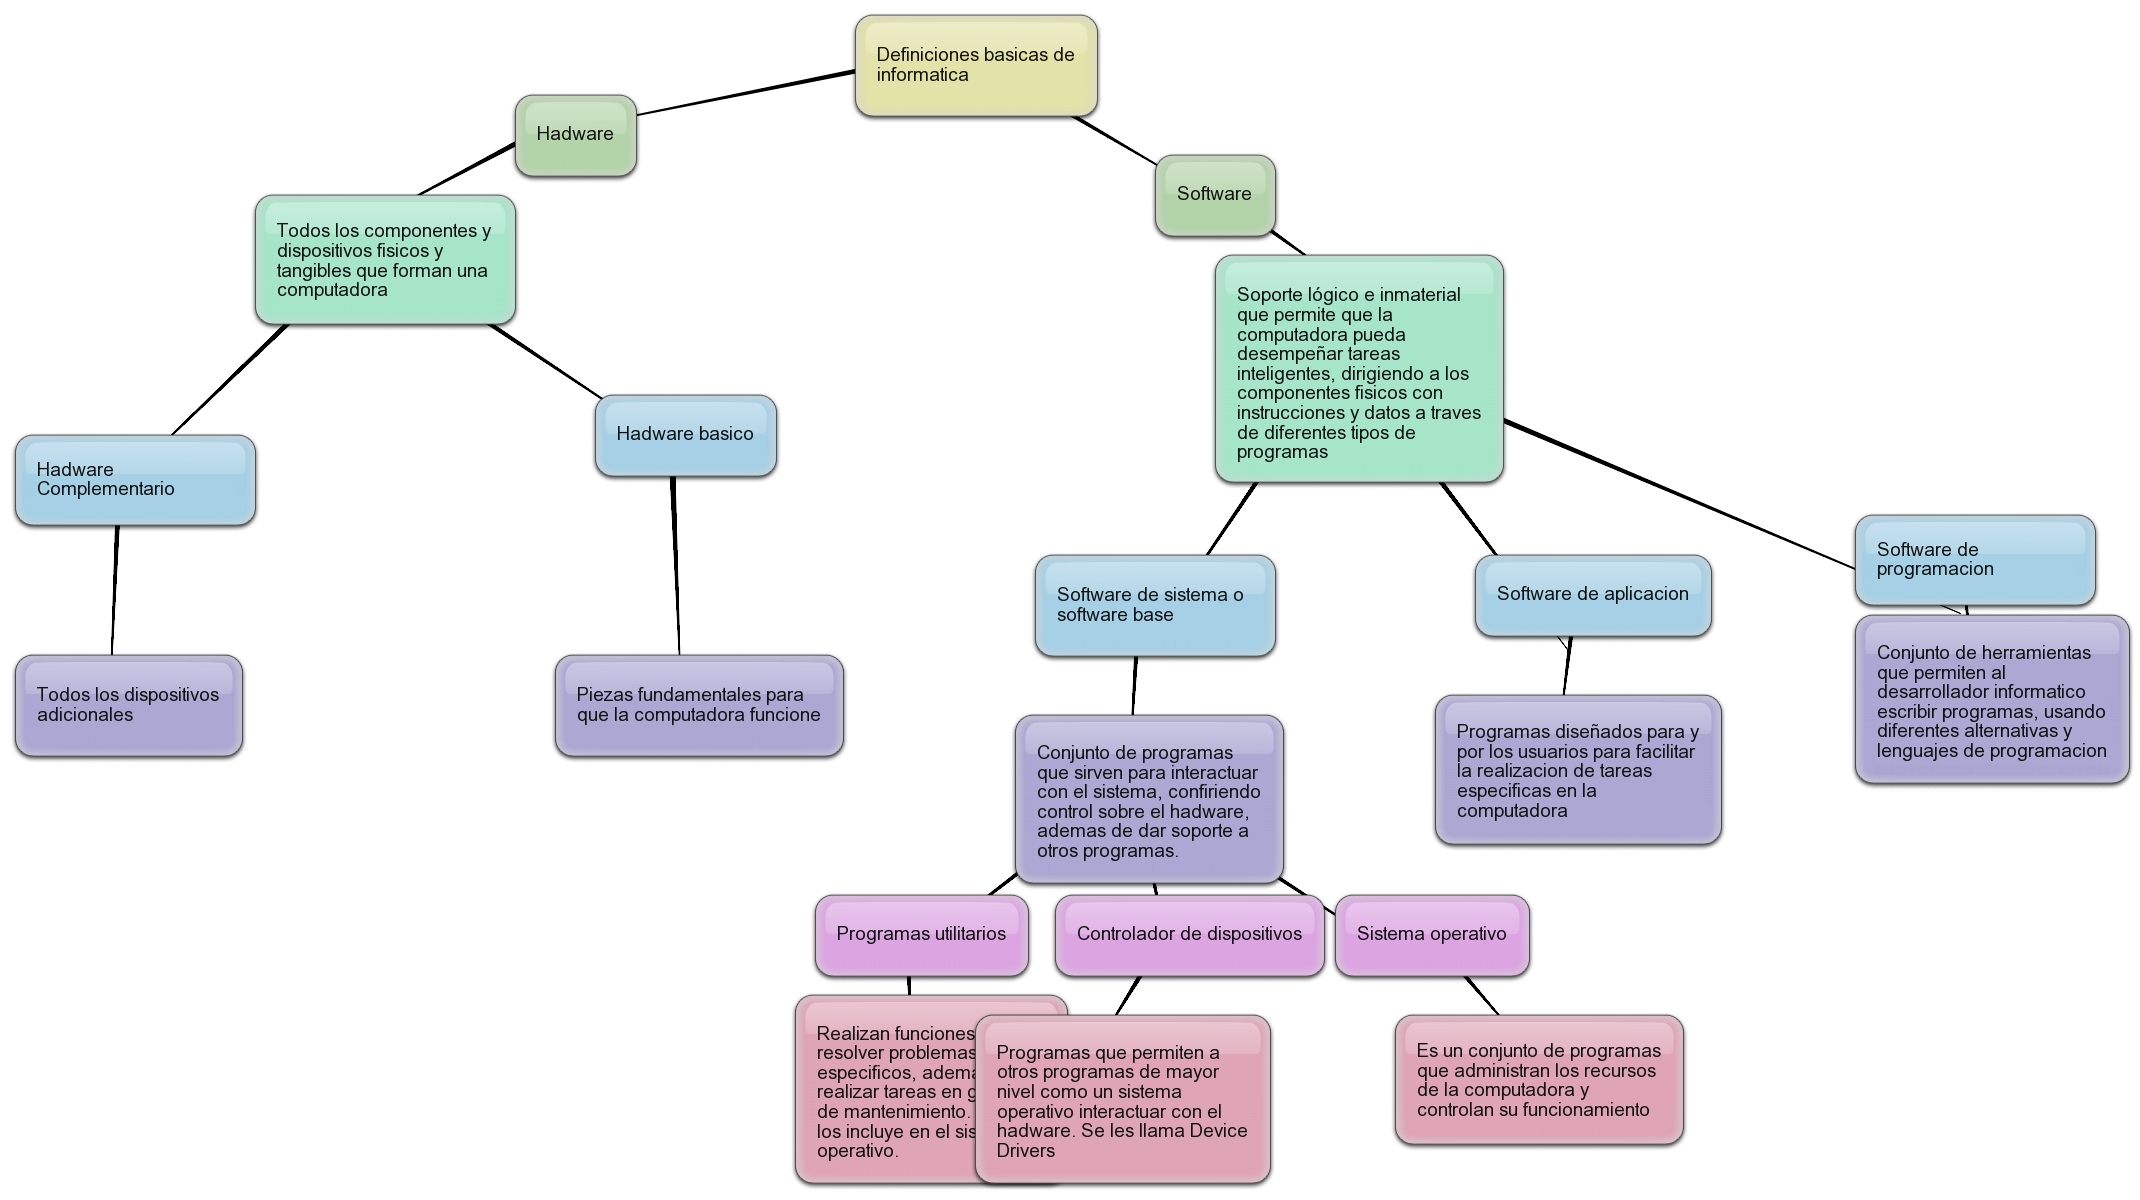 Definiciones basicas de
informatica
Hadware
Software
Todos los componentes y
dispositivos fisicos y
tangibles que forman una
computadora
Soporte lógico e inmaterial
que permite que la
computadora pueda
desempeñar tareas
inteligentes, dirigiendo a los
componentes fisicos con
instrucciones y datos a traves
de diferentes tipos de
programas
Hadware
Complementario
Hadware basico
Software de sistema o
software base
Software de aplicacion
Software de
programacion
Todos los dispositivos
adicionales
Piezas fundamentales para
que la computadora funcione
Conjunto de programas
que sirven para interactuar
con el sistema, confiriendo
control sobre el hadware,
ademas de dar soporte a
otros programas.
Programas diseñados para y
por los usuarios para facilitar
la realizacion de tareas
especificas en la
computadora
Conjunto de herramientas
que permiten al
desarrollador informatico
escribir programas, usando
diferentes alternativas y
lenguajes de programacion
Programas utilitarios
Controlador de dispositivos
Sistema operativo
Realizan funciones
resolver problemas
especificos,
realizar tareas en
de mantenimiento.
los incluye en el
operativo.
Programas que permiten a
otros programas de mayor
nivel como un sistema
operativo interactuar con el
hadware. Se les llama Device
Drivers
Es un conjunto de programas
que administran los recursos
de la computadora y
controlan su funcionamiento